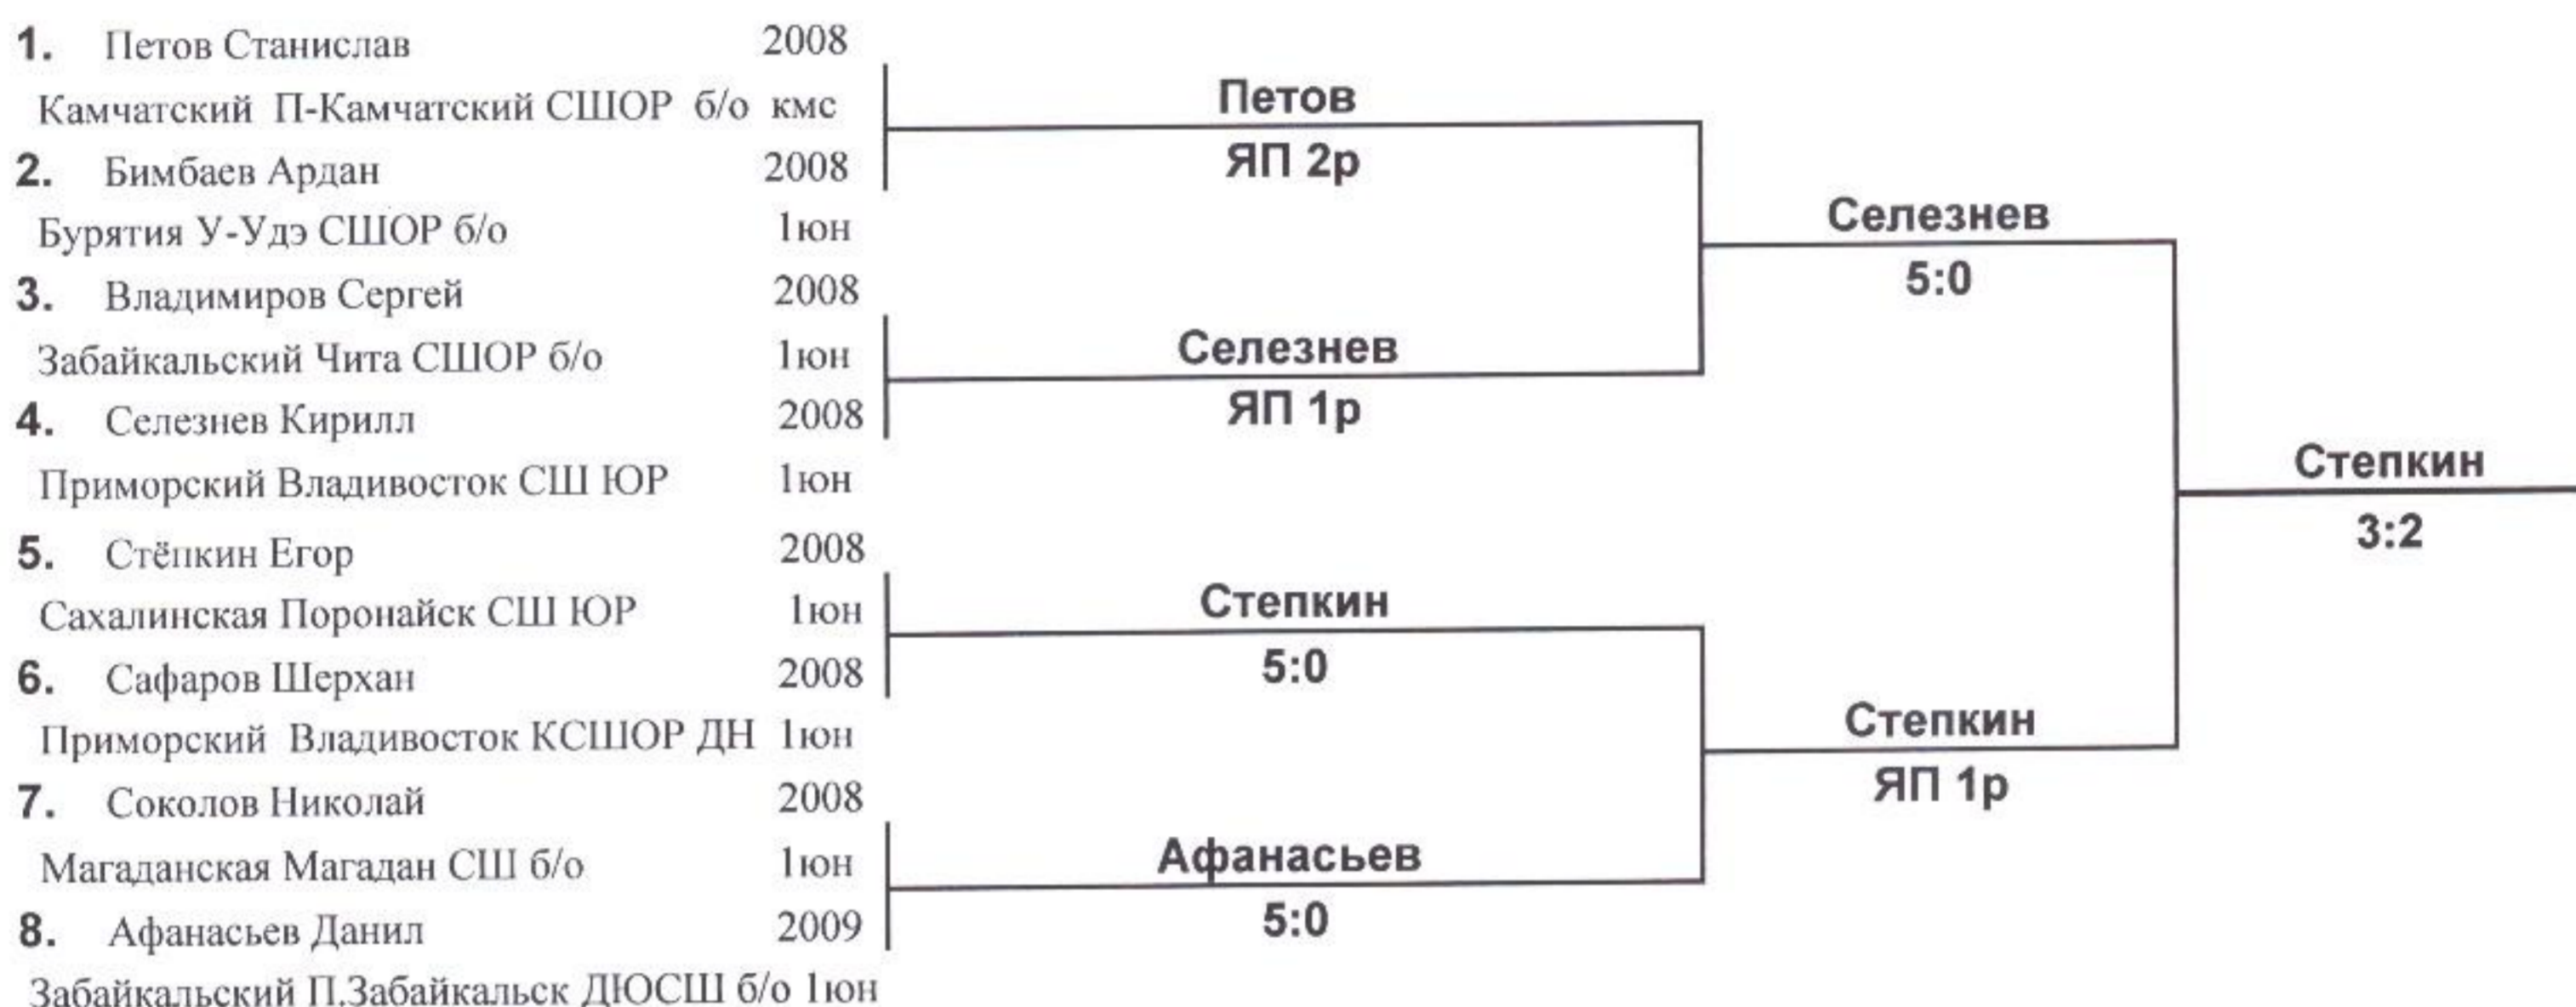 1. Петов Станислав 2008
Камчатский П-Камчатский СШОР б/о кмс
2. Бимбаев Ардан 2008
Бурятия У-Удэ СШОР б/о 1юн
3. Владимиров Сергей 2008
Забайкальский Чита СШОР б/о 1юн
4. Селезнев Кирилл 2008
Приморский Владивосток СШ ЮР 1юн
5. Стёпкин Егор 2008
Сахалинская Поронайск СШ ЮР 1юн
6. Сафаров Шерхан 2008
Приморский Владивосток КСШОР ДН 1юн
7. Соколов Николай 2008
Магаданская Магадан СШ б/о 1юн
8. Афанасьев Данил 2009
Забайкальский П.Забайкальск ДЮСШ б/о 1юн
Петов
ЯП 2р
Селезнев
ЯП 1р
Степкин
5:0
Афанасьев
5:0
Селезнев
5:0
Степкин
ЯП 1р
Степкин
3:2